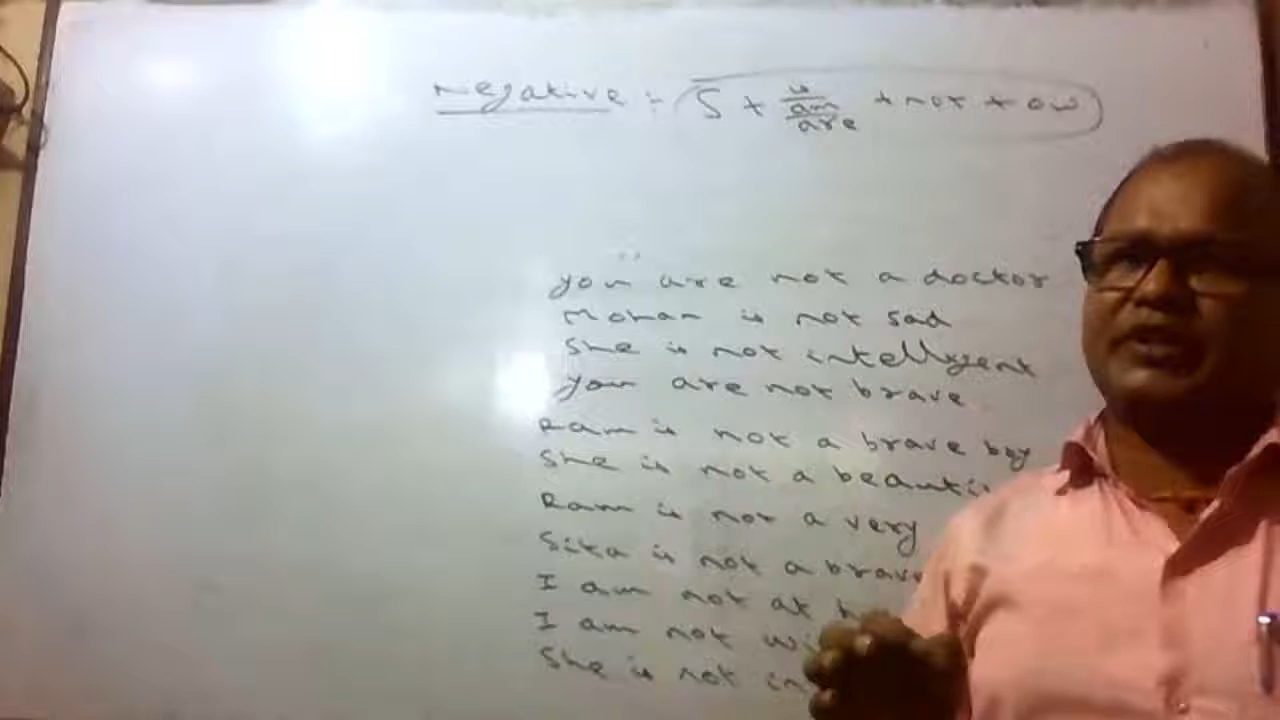 Negative :- S + is/am/are + not + ow
you are not a doctor
Mohan is not sad
She is not intelligent
you are not brave
Ram is not a brave boy
She is not a
Ram is not a very
Sita is not a brave
I am not at
I am not
She is not